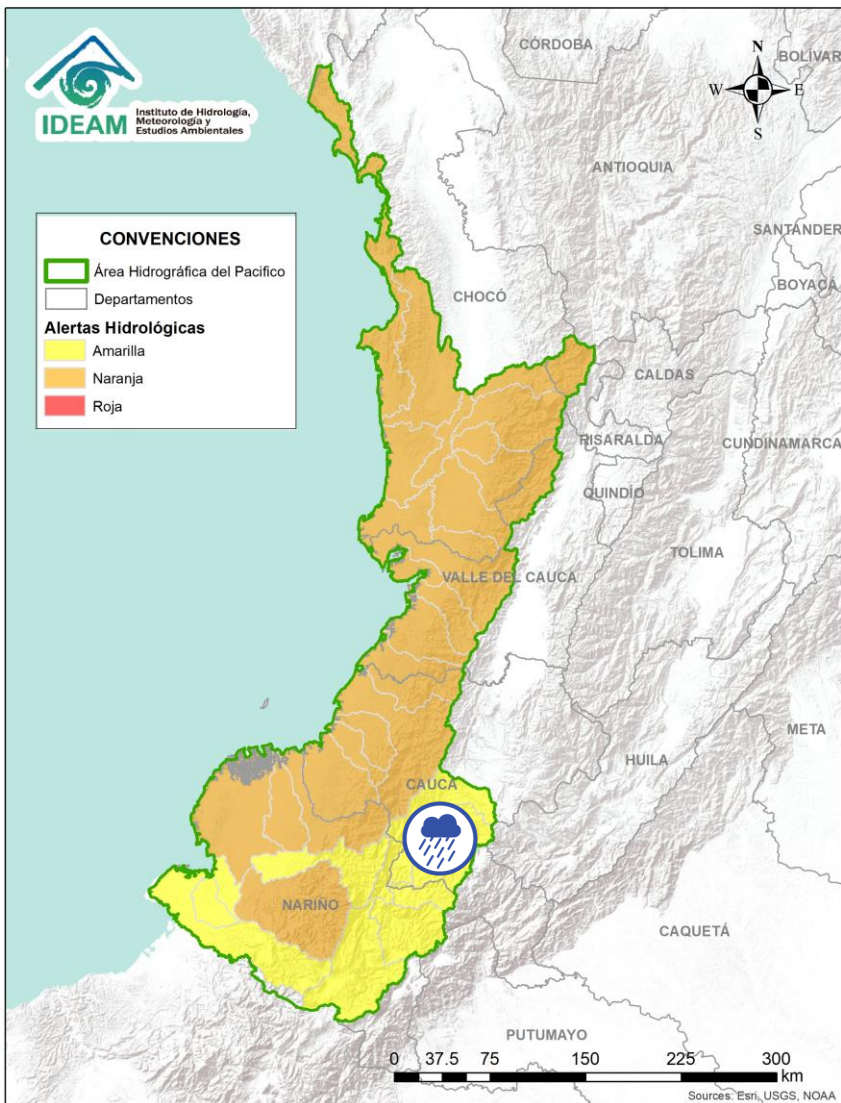 IDEAM
Instituto de Hidrología,
Meteorología y
Estudios Ambientales
CÓRDOBA
N
BOLÍVAR
W
E
S
ANTIOQUIA
SANTANDER
BOYACÁ
CONVENCIONES
Área Hidrográfica del Pacifico
Departamentos
Alertas Hidrológicas
Amarilla
Naranja
Roja
CHOCÓ
CALDAS
RISARALDA
CUNDINAMARCA
QUINDÍO
TOLIMA
VALLE DEL CAUCA
META
HUILA
CAUCA
NARIÑO
CAQUETÁ
PUTUMAYO
0 37.5 75 150 225 300
km
Sources: Esri, USGS, NOAA